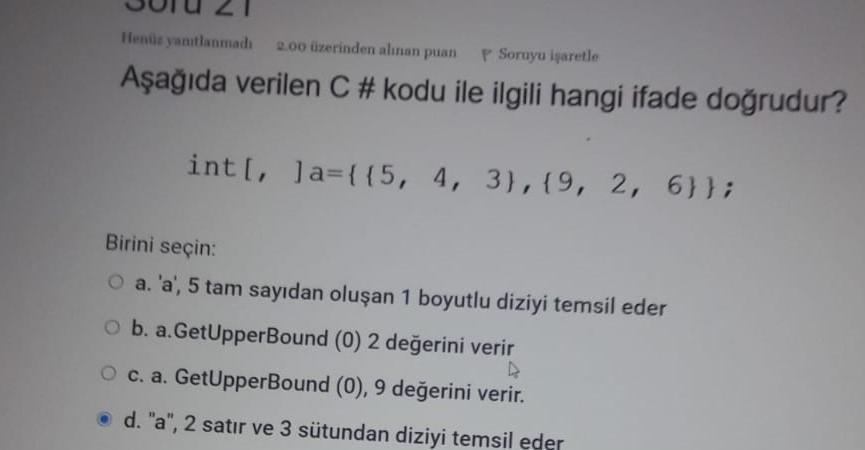 Soru 21
Henüz yanıtlanmadı 2.00 üzerinden alınan puan Soruyu işaretle
Aşağıda verilen C # kodu ile ilgili hangi ifade doğrudur?
int[, ]a={{5, 4, 3},{9, 2, 6}};
Birini seçin:
a. 'a', 5 tam sayıdan oluşan 1 boyutlu diziyi temsil eder
b. a.GetUpperBound (0) 2 değerini verir
c. a. GetUpperBound (0), 9 değerini verir.
d. "a", 2 satır ve 3 sütundan diziyi temsil eder